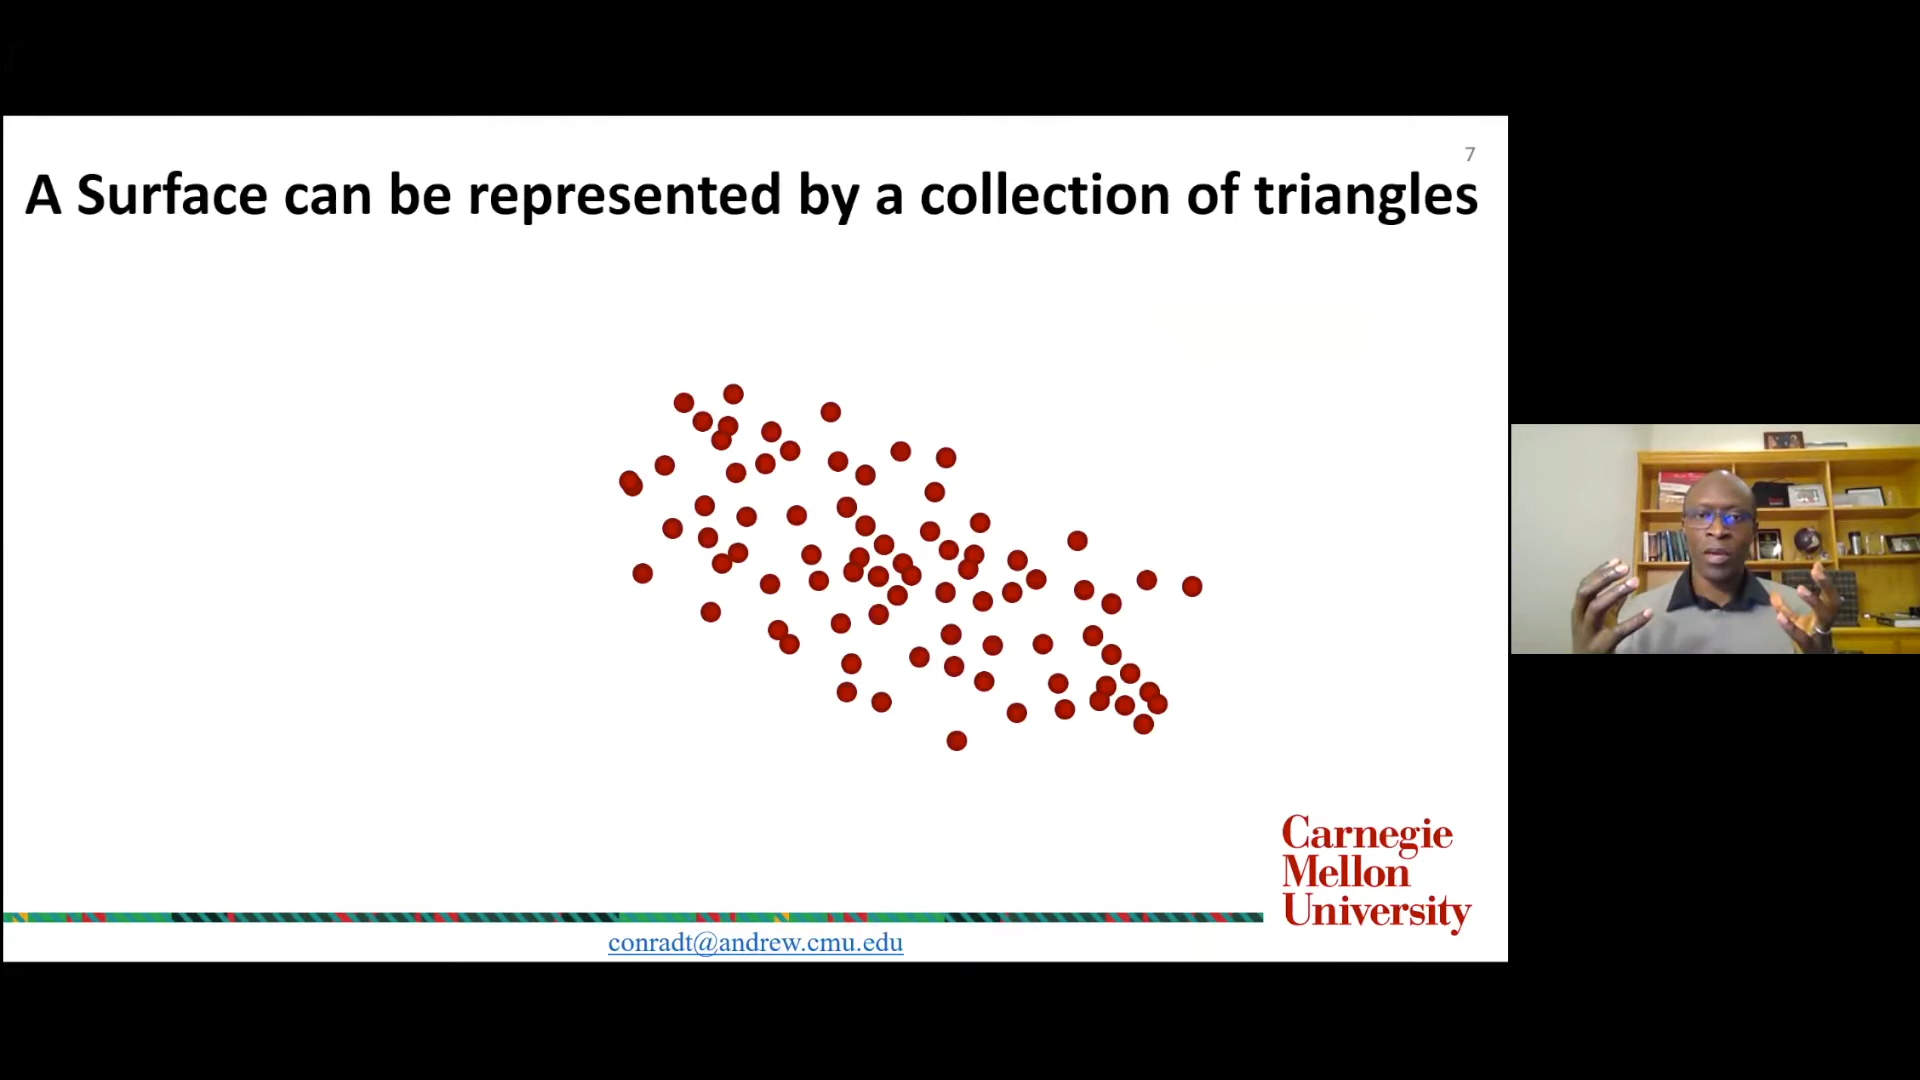 7
A Surface can be represented by a collection of triangles
Carnegie
Mellon
University
conradt@andrew.cmu.edu